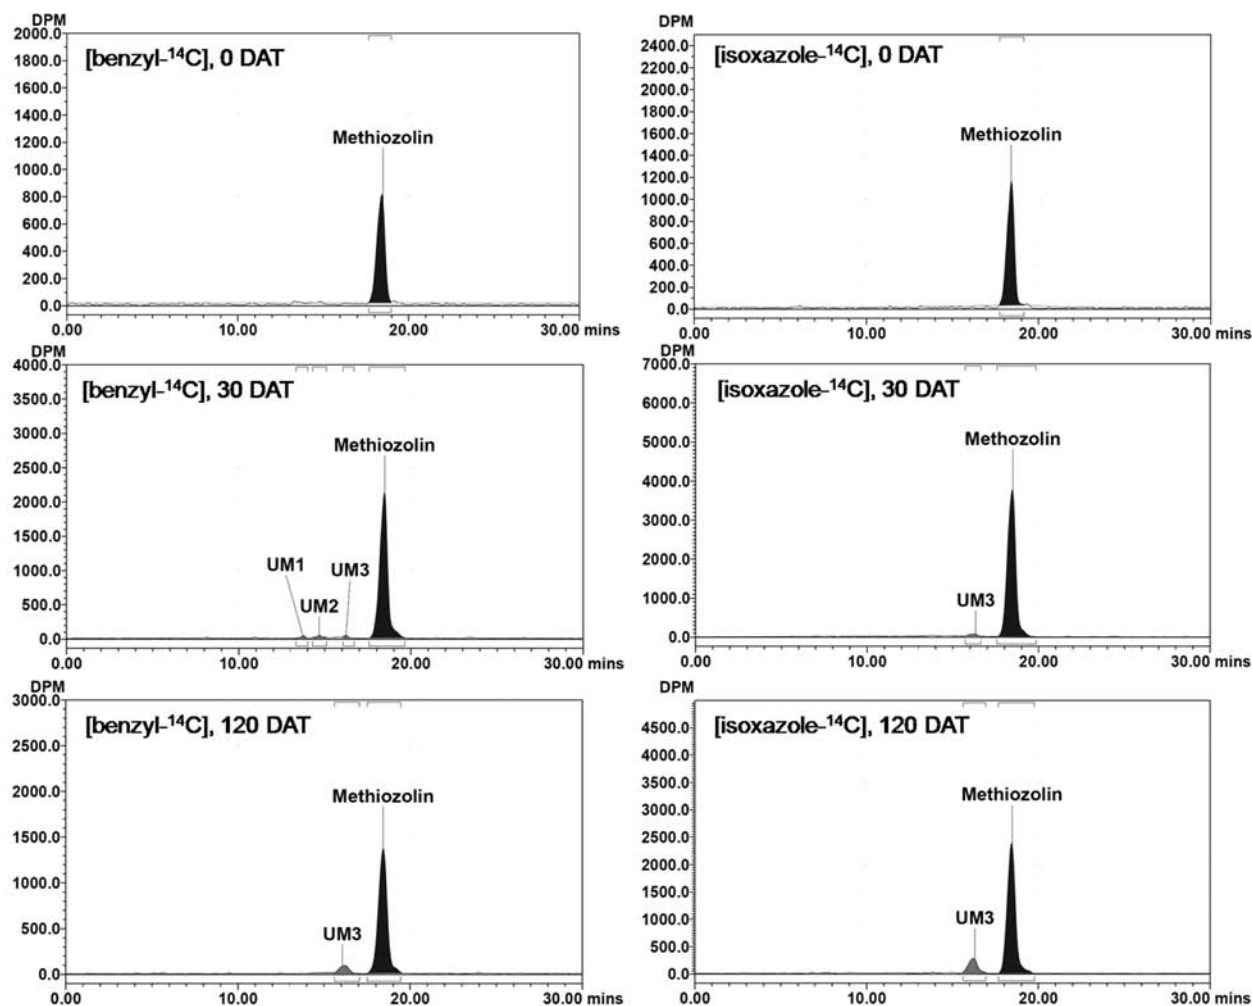 DPM
2000.0
[benzyl-¹⁴C], 0 DAT
1800.0
1600.0
1400.0
1200.0
Methiozolin
1000.0
800.0
600.0
400.0
200.0
0.0
0.00 10.00 20.00 30.00 mins
DPM
2400.0
[isoxazole-¹⁴C], 0 DAT
2200.0
2000.0
1800.0
1600.0
Methiozolin
1400.0
1200.0
1000.0
800.0
600.0
400.0
200.0
0.0
0.00 10.00 20.00 30.00 mins
DPM
4000.0
[benzyl-¹⁴C], 30 DAT
3500.0
3000.0
Methiozolin
2500.0
2000.0
1500.0
1000.0
UM1
UM3
UM2
500.0
0.0
0.00 10.00 20.00 30.00 mins
DPM
7000.0
[isoxazole-¹⁴C], 30 DAT
6000.0
5000.0
Methozolin
4000.0
3000.0
2000.0
1000.0
UM3
0.0
0.00 10.00 20.00 30.00 mins
DPM
3000.0
[benzyl-¹⁴C], 120 DAT
2500.0
2000.0
Methiozolin
1500.0
1000.0
500.0
UM3
0.0
0.00 10.00 20.00 30.00 mins
DPM
[isoxazole-¹⁴C], 120 DAT
4500.0
4000.0
3500.0
Methiozolin
3000.0
2500.0
2000.0
1500.0
1000.0
UM3
500.0
0.0
0.00 10.00 20.00 30.00 mins